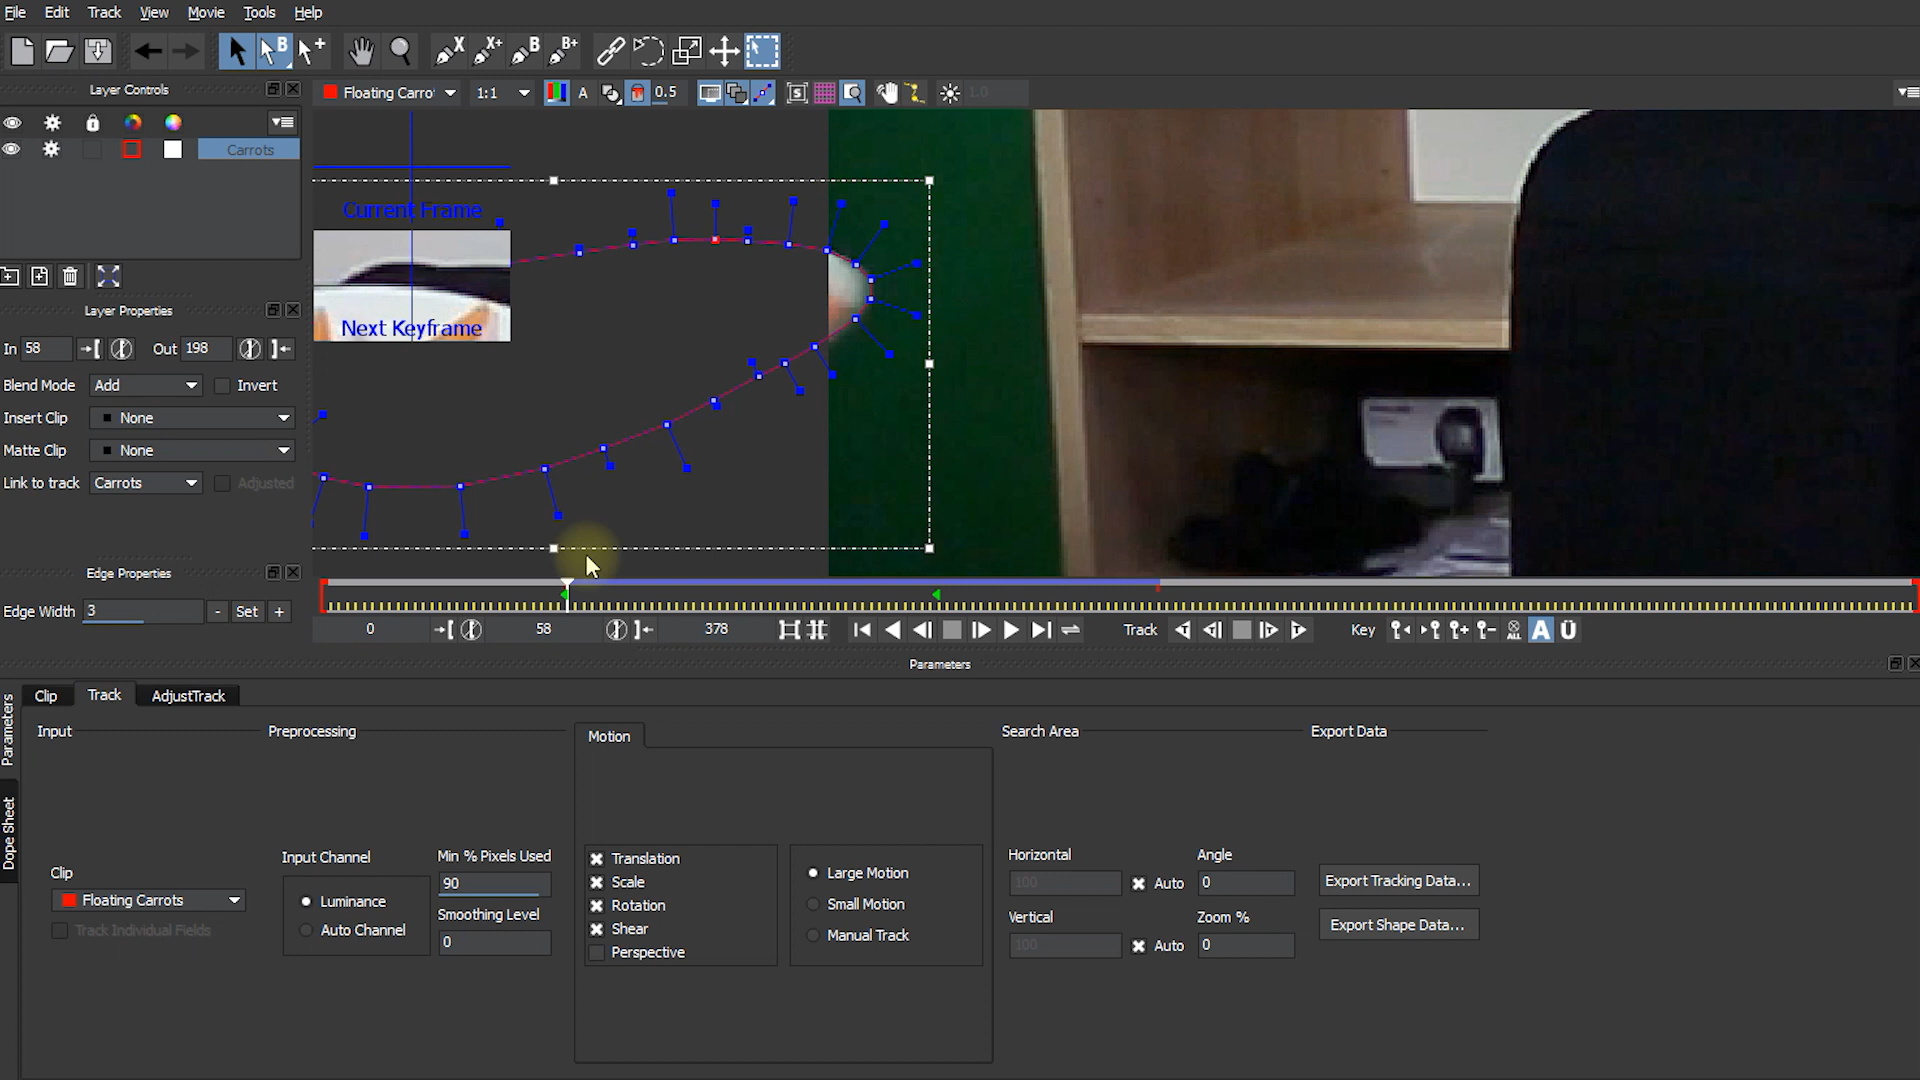 File Edit Track View Movie Tools Help
Layer Controls
Floating Carro
1:1
A
0.5
1.0
Carrots
Current Frame
Next Keyframe
Layer Properties
In 58
Out 198
Blend Mode Add
Invert
Insert Clip None
Matte Clip None
Link to track Carrots
Adjusted
Edge Properties
Edge Width 3
- Set +
0
58
378
Track
Key
ALL
A
Ü
Parameters
Parameters
Dope Sheet
Clip Track AdjustTrack
Input
Preprocessing
Motion
Search Area
Export Data
Clip
Floating Carrots
Track Individual Fields
Input Channel
Luminance
Auto Channel
Min % Pixels Used
90
Smoothing Level
0
Translation
Scale
Rotation
Shear
Perspective
Large Motion
Small Motion
Manual Track
Horizontal
100
Auto
Angle
0
Vertical
100
Auto
Zoom %
0
Export Tracking Data...
Export Shape Data...